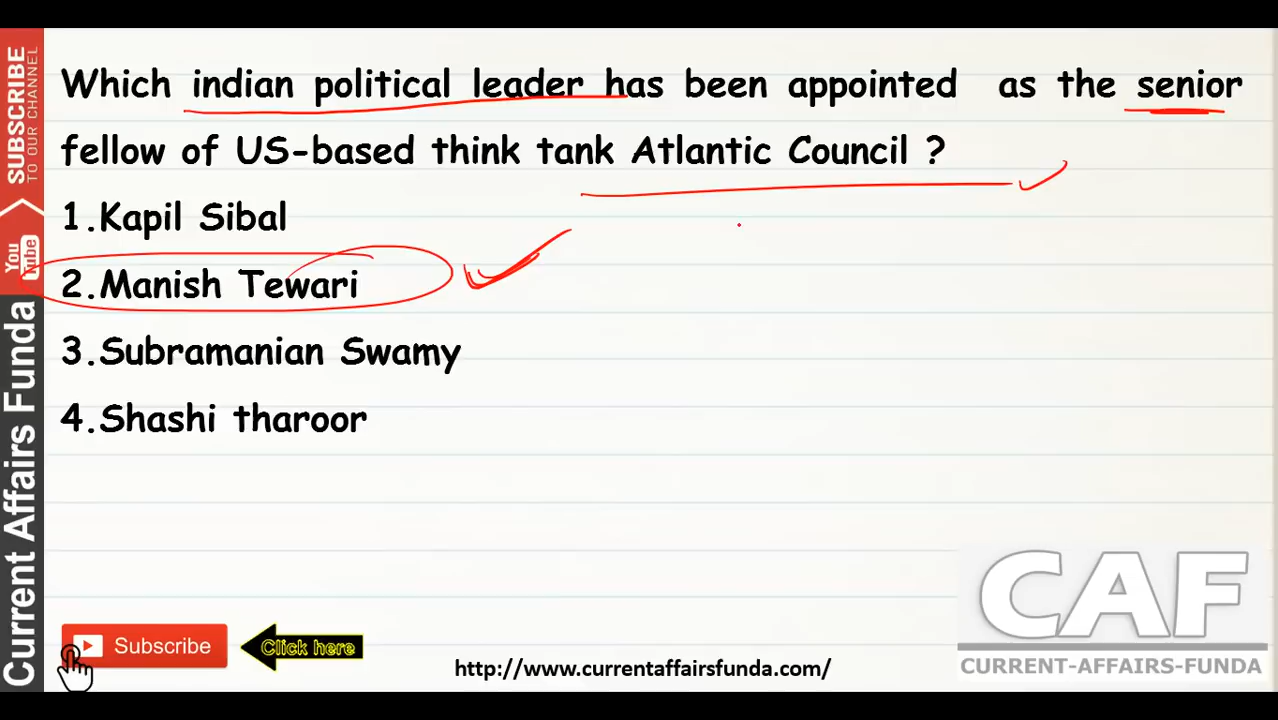 Which indian political leader has been appointed as the senior
fellow of US-based think tank Atlantic Council ?
1.Kapil Sibal
2.Manish Tewari
3.Subramanian Swamy
4.Shashi tharoor
SUBSCRIBE
TO OUR CHANNEL
You
Tube
Current Affairs Funda
Subscribe
Click here
http://www.currentaffairsfunda.com/
CAF
CURRENT-AFFAIRS-FUNDA